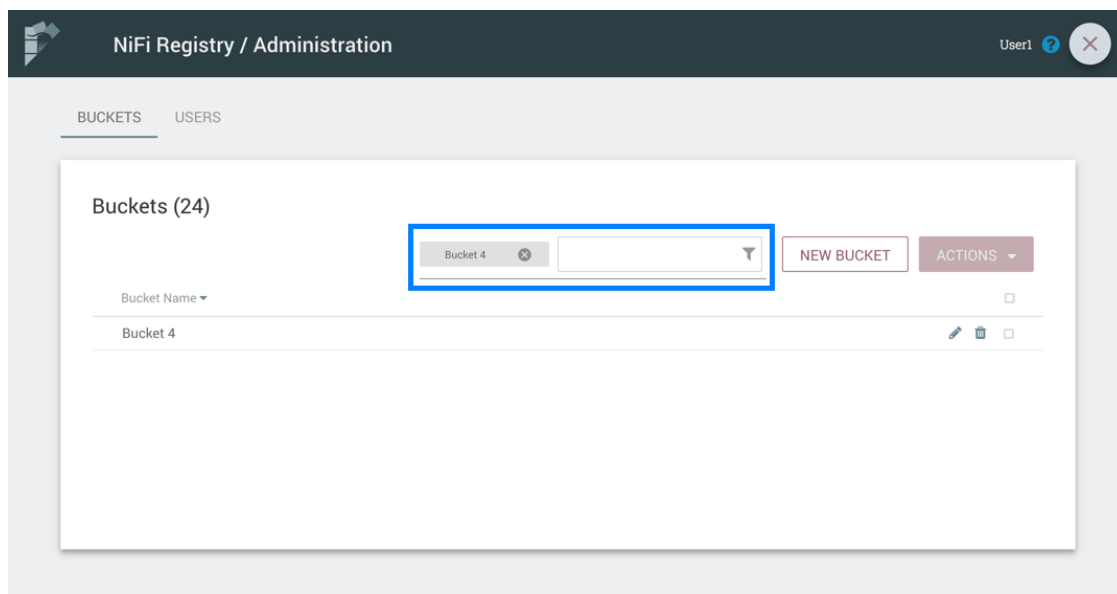 NiFi Registry / Administration
User1
BUCKETS USERS
Buckets (24)
Bucket 4
NEW BUCKET
ACTIONS
Bucket Name
Bucket 4